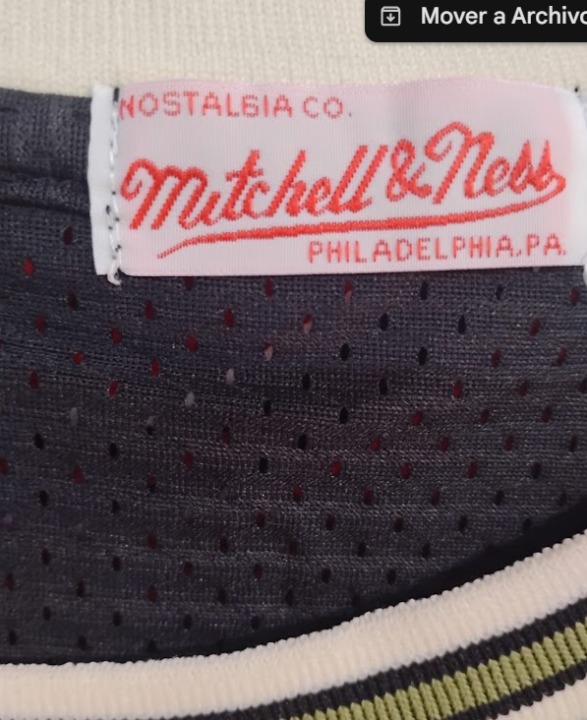 Mover a Archivo
NOSTALGIA CO.
Mitchell & Ness
PHILADELPHIA, PA.